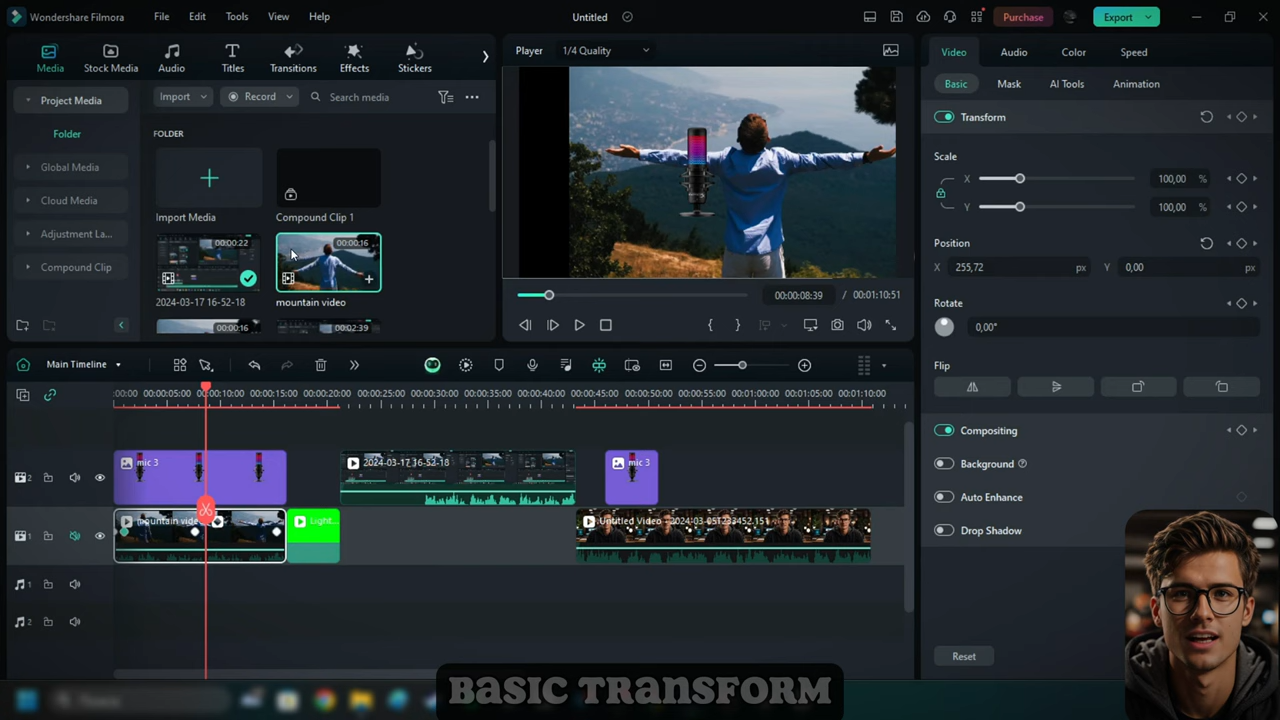 Wondershare Filmora
File
Edit
Tools
View
Help
Untitled
Purchase
Export
Media
Stock Media
Audio
Titles
Transitions
Effects
Stickers
Player
1/4 Quality
Video
Audio
Color
Speed
Project Media
Import
Record
Search media
Basic
Mask
AI Tools
Animation
Folder
FOLDER
Transform
Global Media
Cloud Media
Adjustment La...
Compound Clip
Import Media
Compound Clip 1
00:00:22
00:00:16
2024-03-17 16-52-18
mountain video
00:00:16
00:02:39
Scale
X
100,00
%
Y
100,00
%
Position
X
255,72
px
Y
0,00
px
Rotate
0,00°
Flip
00:00:08:39
/
00:01:10:51
Main Timeline
:00:00
00:00:05:00
00:00:10:00
00:00:15:00
00:00:20:00
00:00:25:00
00:00:30:00
00:00:35:00
00:00:40:00
00:00:45:00
00:00:50:00
00:00:55:00
00:01:00:00
00:01:05:00
00:01:10:00
Compositing
Background
Auto Enhance
Drop Shadow
2
mic 3
2024-03-17 16-52-18
mic 3
1
mountain video
Light...
Untitled Video - 2024-03-05T233452.151
1
2
Reset
BASIC TRANSFORM